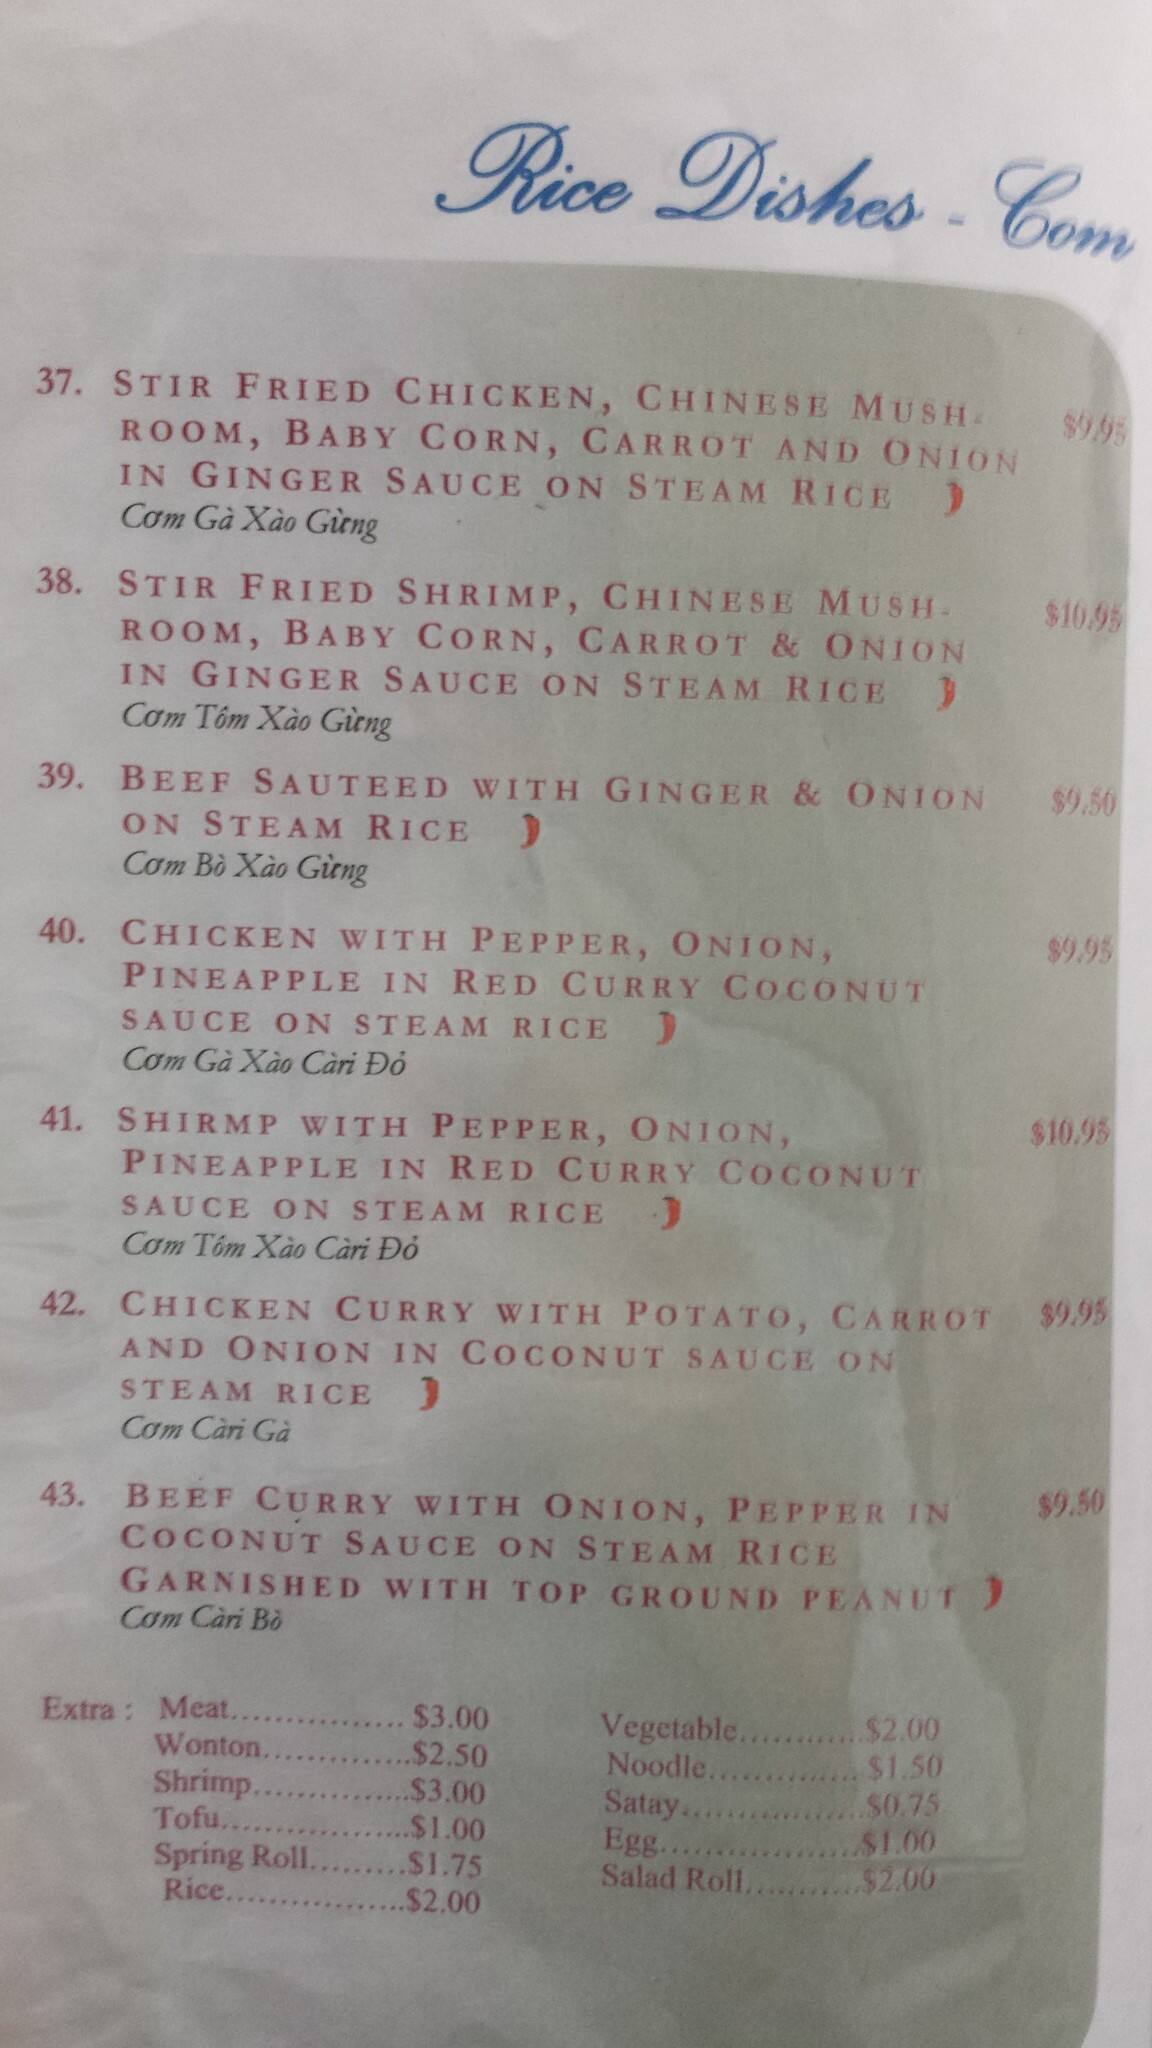 Rice Dishes - Com
37. STIR FRIED CHICKEN, CHINESE MUSH- $9.95
ROOM, BABY CORN, CARROT AND ONION
IN GINGER SAUCE ON STEAM RICE
Cơm Gà Xào Gừng
38. STIR FRIED SHRIMP, CHINESE MUSH- $10.95
ROOM, BABY CORN, CARROT & ONION
IN GINGER SAUCE ON STEAM RICE
Cơm Tôm Xào Gừng
39. BEEF SAUTEED WITH GINGER & ONION $9.50
ON STEAM RICE
Cơm Bò Xào Gừng
40. CHICKEN WITH PEPPER, ONION, $9.95
PINEAPPLE IN RED CURRY COCONUT
SAUCE ON STEAM RICE
Cơm Gà Xào Càri Đỏ
41. SHIRMP WITH PEPPER, ONION, $10.95
PINEAPPLE IN RED CURRY COCONUT
SAUCE ON STEAM RICE
Cơm Tôm Xào Càri Đỏ
42. CHICKEN CURRY WITH POTATO, CARROT $9.95
AND ONION IN COCONUT SAUCE ON
STEAM RICE
Cơm Càri Gà
43. BEEF CURRY WITH ONION, PEPPER IN $9.50
COCONUT SAUCE ON STEAM RICE
GARNISHED WITH TOP GROUND PEANUT
Cơm Càri Bò
Extra : Meat................ $3.00
Wonton..............$2.50
Shrimp...............$3.00
Tofu..................$1.00
Spring Roll.........$1.75
Rice.................$2.00
Vegetable............$2.00
Noodle.............. $1.50
Satay.................$0.75
Egg...................$1.00
Salad Roll...........$2.00